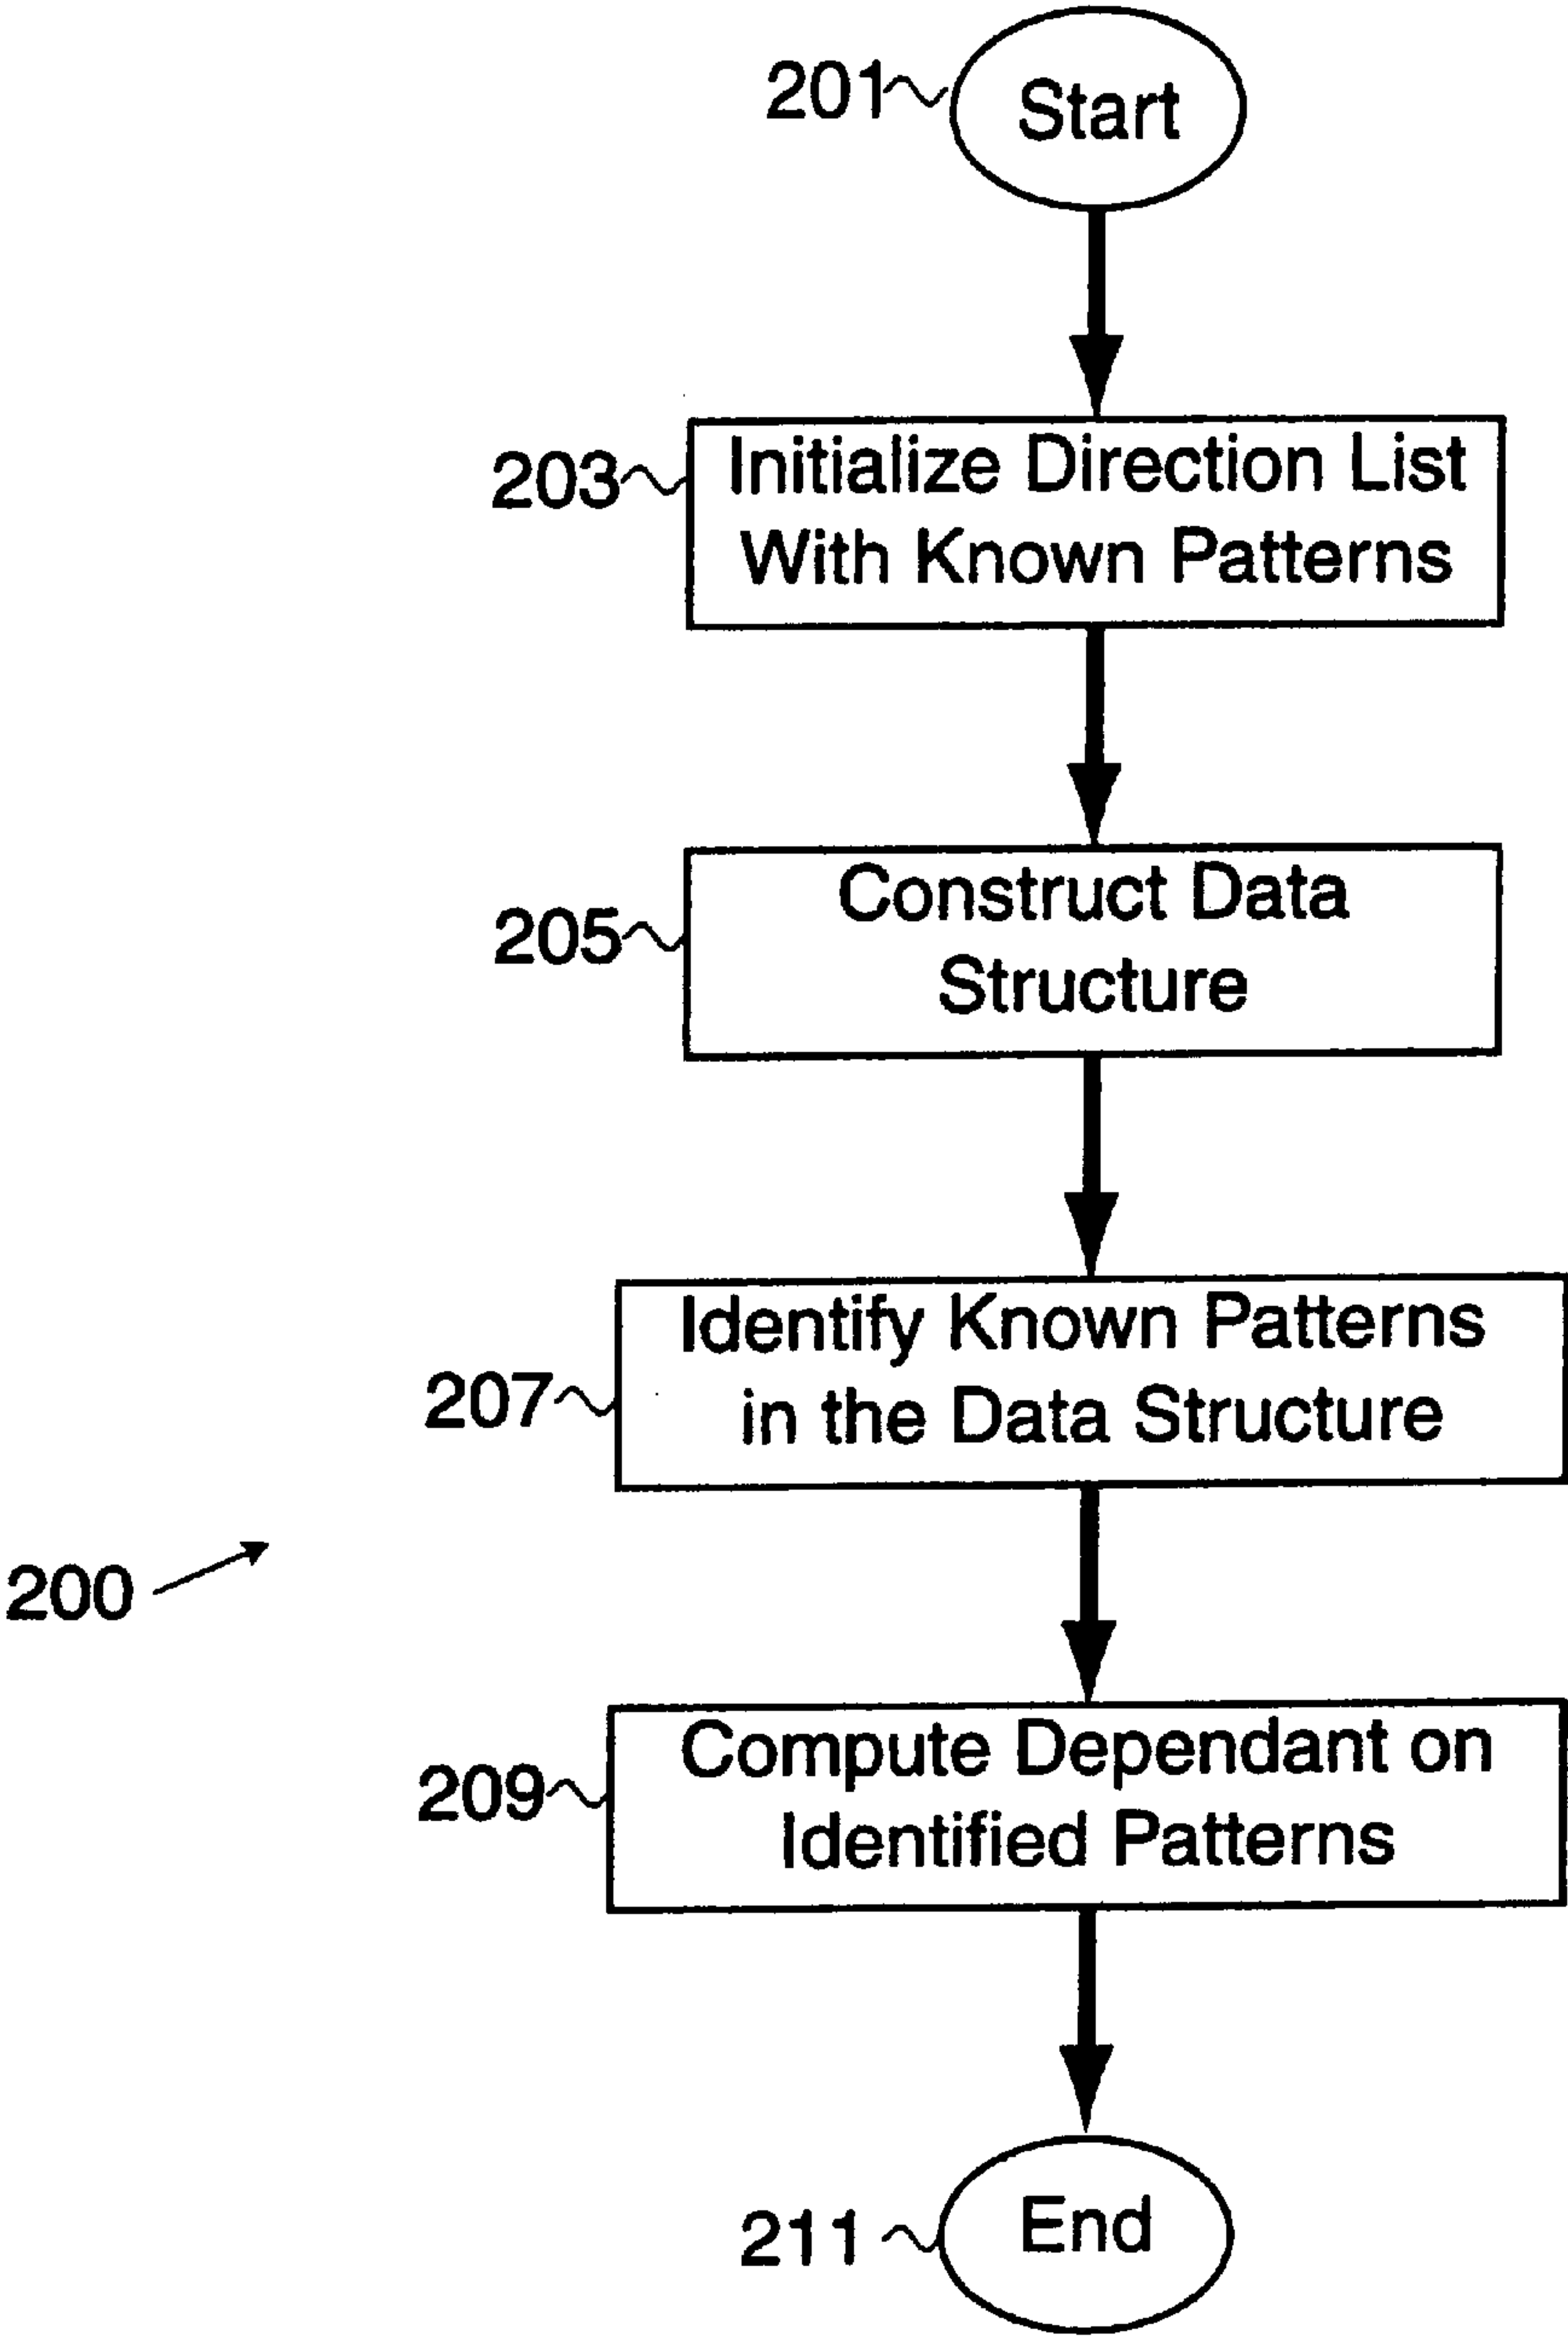 201
Start
203
Initialize Direction List
With Known Patterns
205
Construct Data
Structure
207
Identify Known Patterns
in the Data Structure
200
209
Compute Dependant on
Identified Patterns
211
End